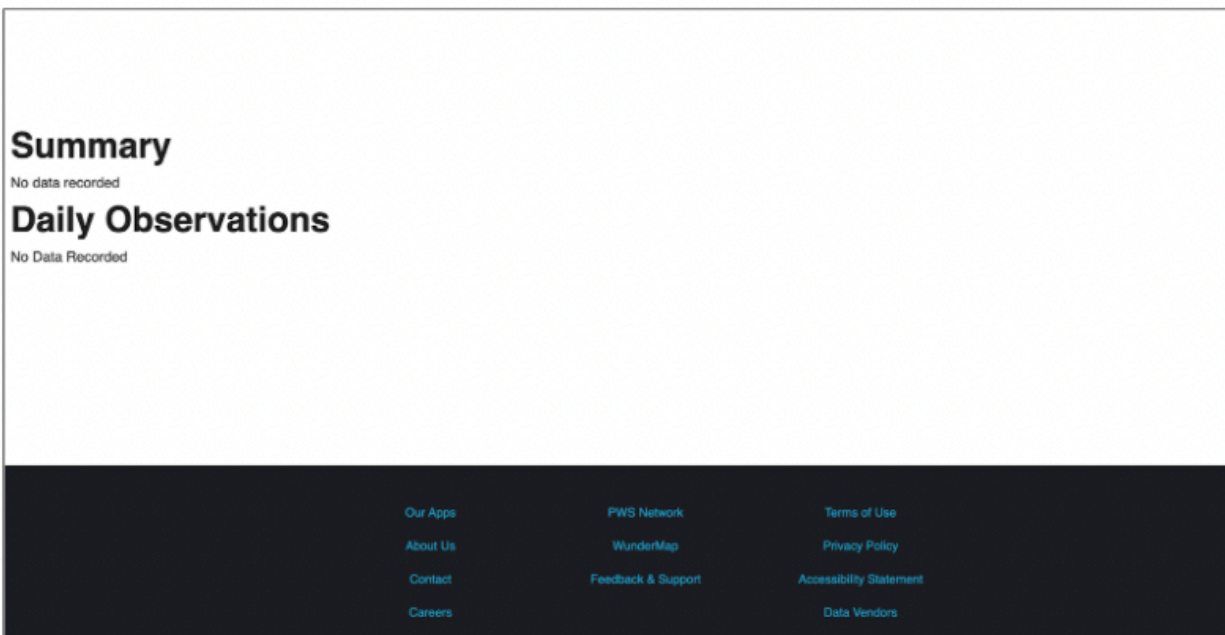 Summary
No data recorded
Daily Observations
No Data Recorded
Our Apps PWS Network Terms of Use
About Us WunderMap Privacy Policy
Contact Feedback & Support Accessibility Statement
Careers Data Vendors